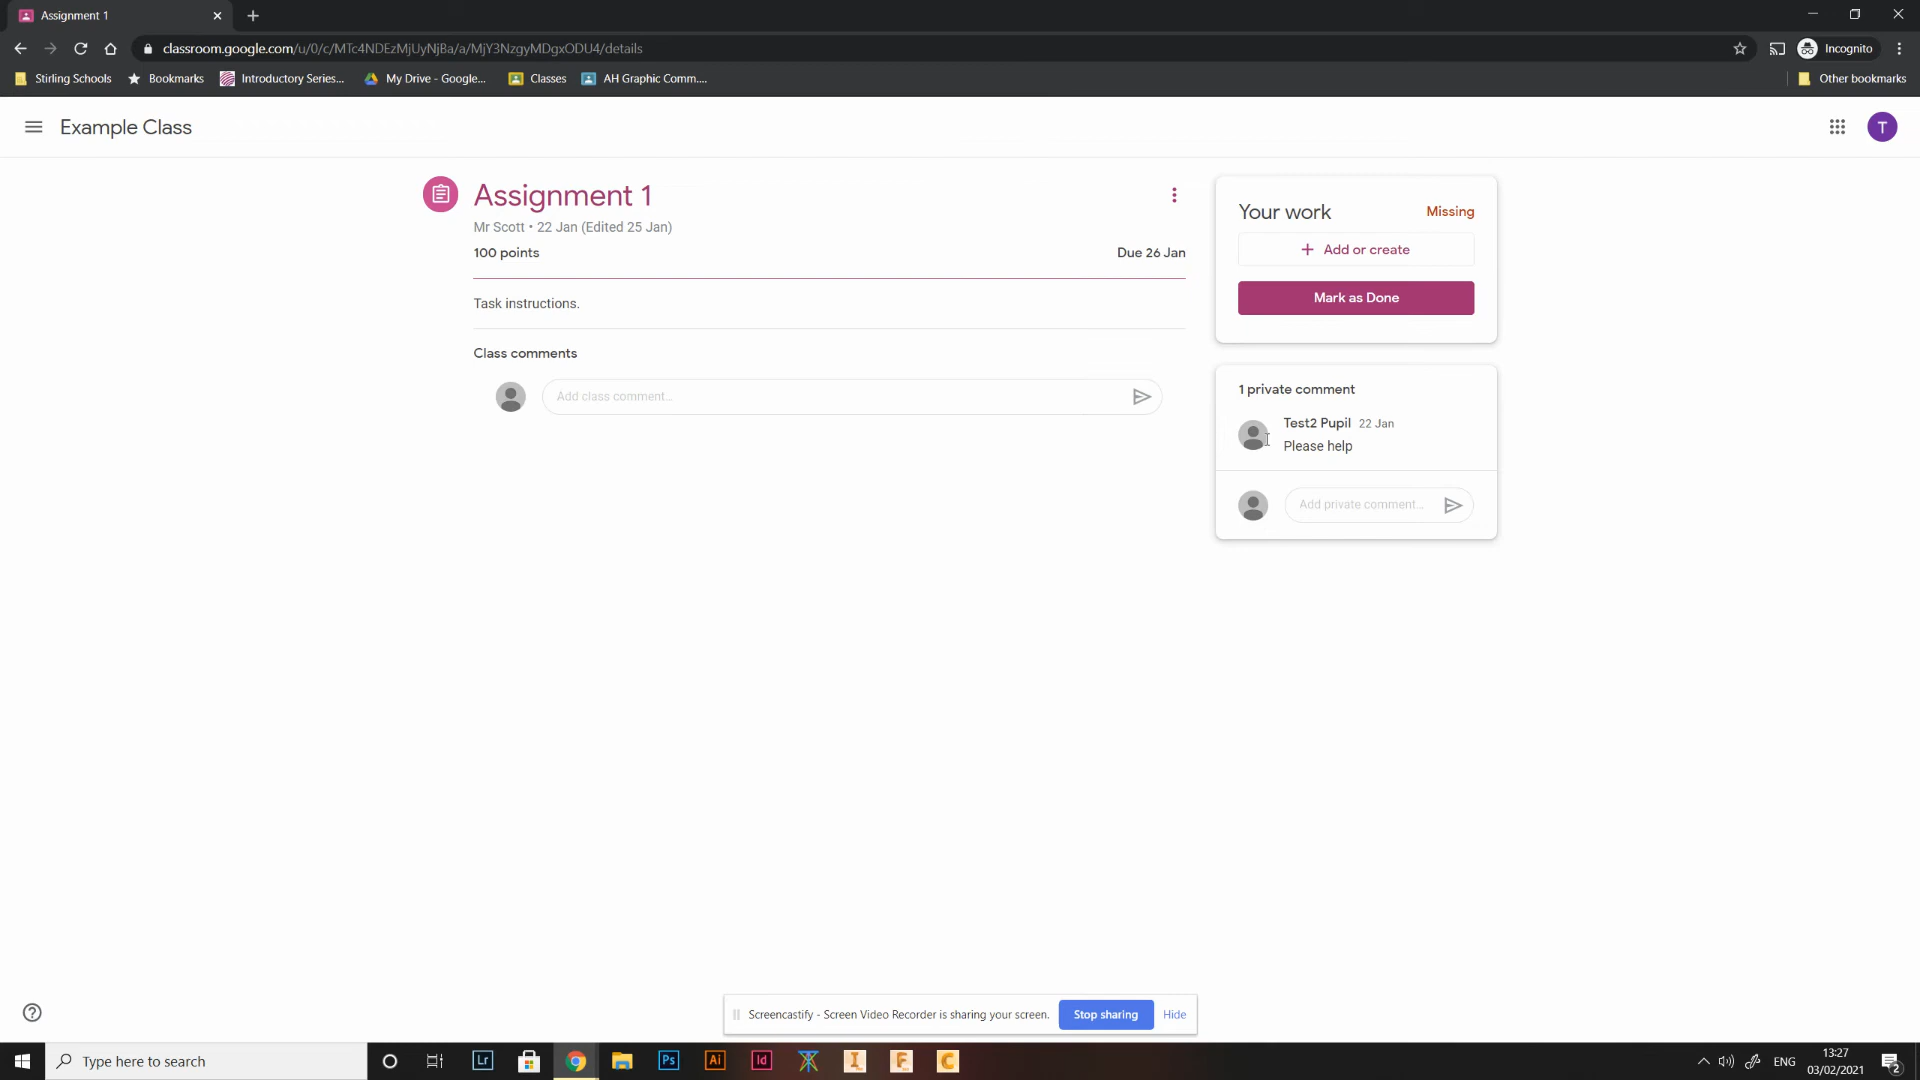 Assignment 1
classroom.google.com/u/0/c/MTc4NDEzMjUyNjBa/a/MjY3NzgyMDgxODU4/details
Incognito
Stirling Schools
Bookmarks
Introductory Series...
My Drive - Google...
Classes
AH Graphic Comm....
Other bookmarks
Example Class
T
Assignment 1
Mr Scott • 22 Jan (Edited 25 Jan)
100 points
Due 26 Jan
Task instructions.
Class comments
Add class comment...
Your work
Missing
+ Add or create
Mark as Done
1 private comment
Test2 Pupil 22 Jan
Please help
Add private comment...
Screencastify - Screen Video Recorder is sharing your screen.
Stop sharing
Hide
Type here to search
Lr
Ps
Ai
Id
I
F
C
ENG
13:27
03/02/2021
2